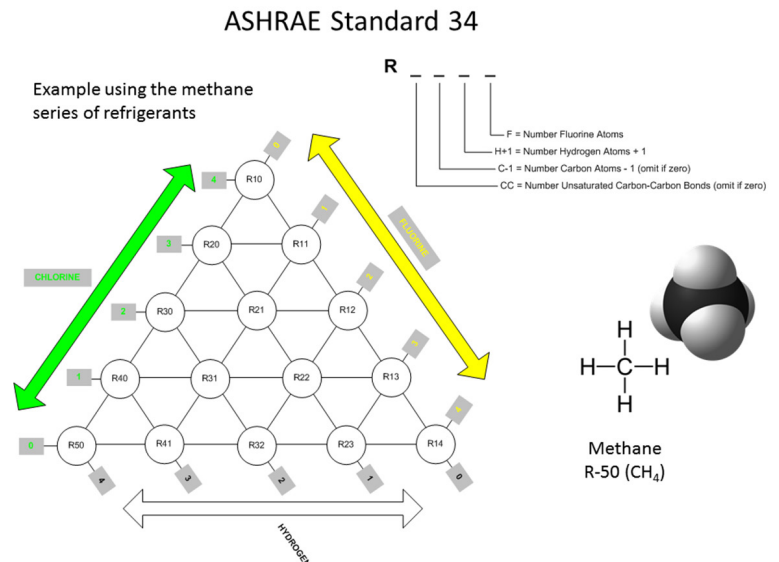 ASHRAE Standard 34
Example using the methane
series of refrigerants
R _ _ _ _
F = Number Fluorine Atoms
H+1 = Number Hydrogen Atoms + 1
C-1 = Number Carbon Atoms - 1 (omit if zero)
CC = Number Unsaturated Carbon-Carbon Bonds (omit if zero)
0
4 R10
1
3 R20 R11
FLUORINE
CHLORINE
2
2 R30 R21 R12
3
1 R40 R31 R22 R13
4
0 R50 R41 R32 R23 R14
4 3 2 1 0
HYDROGEN
H
H–C–H
H
Methane
R-50 (CH₄)